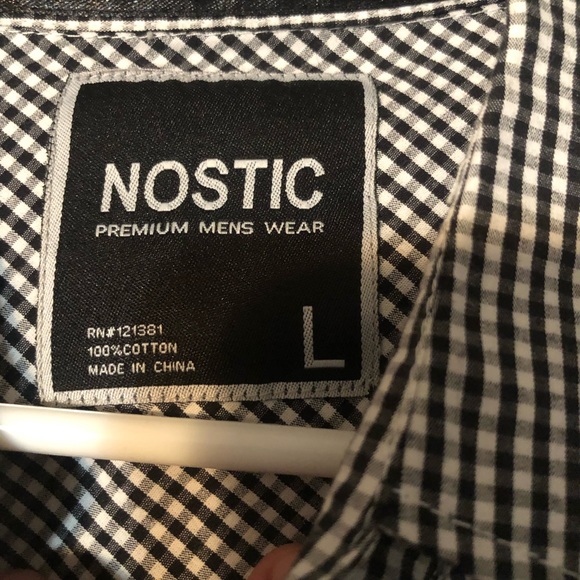 NOSTIC
PREMIUM MENS WEAR
RN#121381
100%COTTON
MADE IN CHINA
L